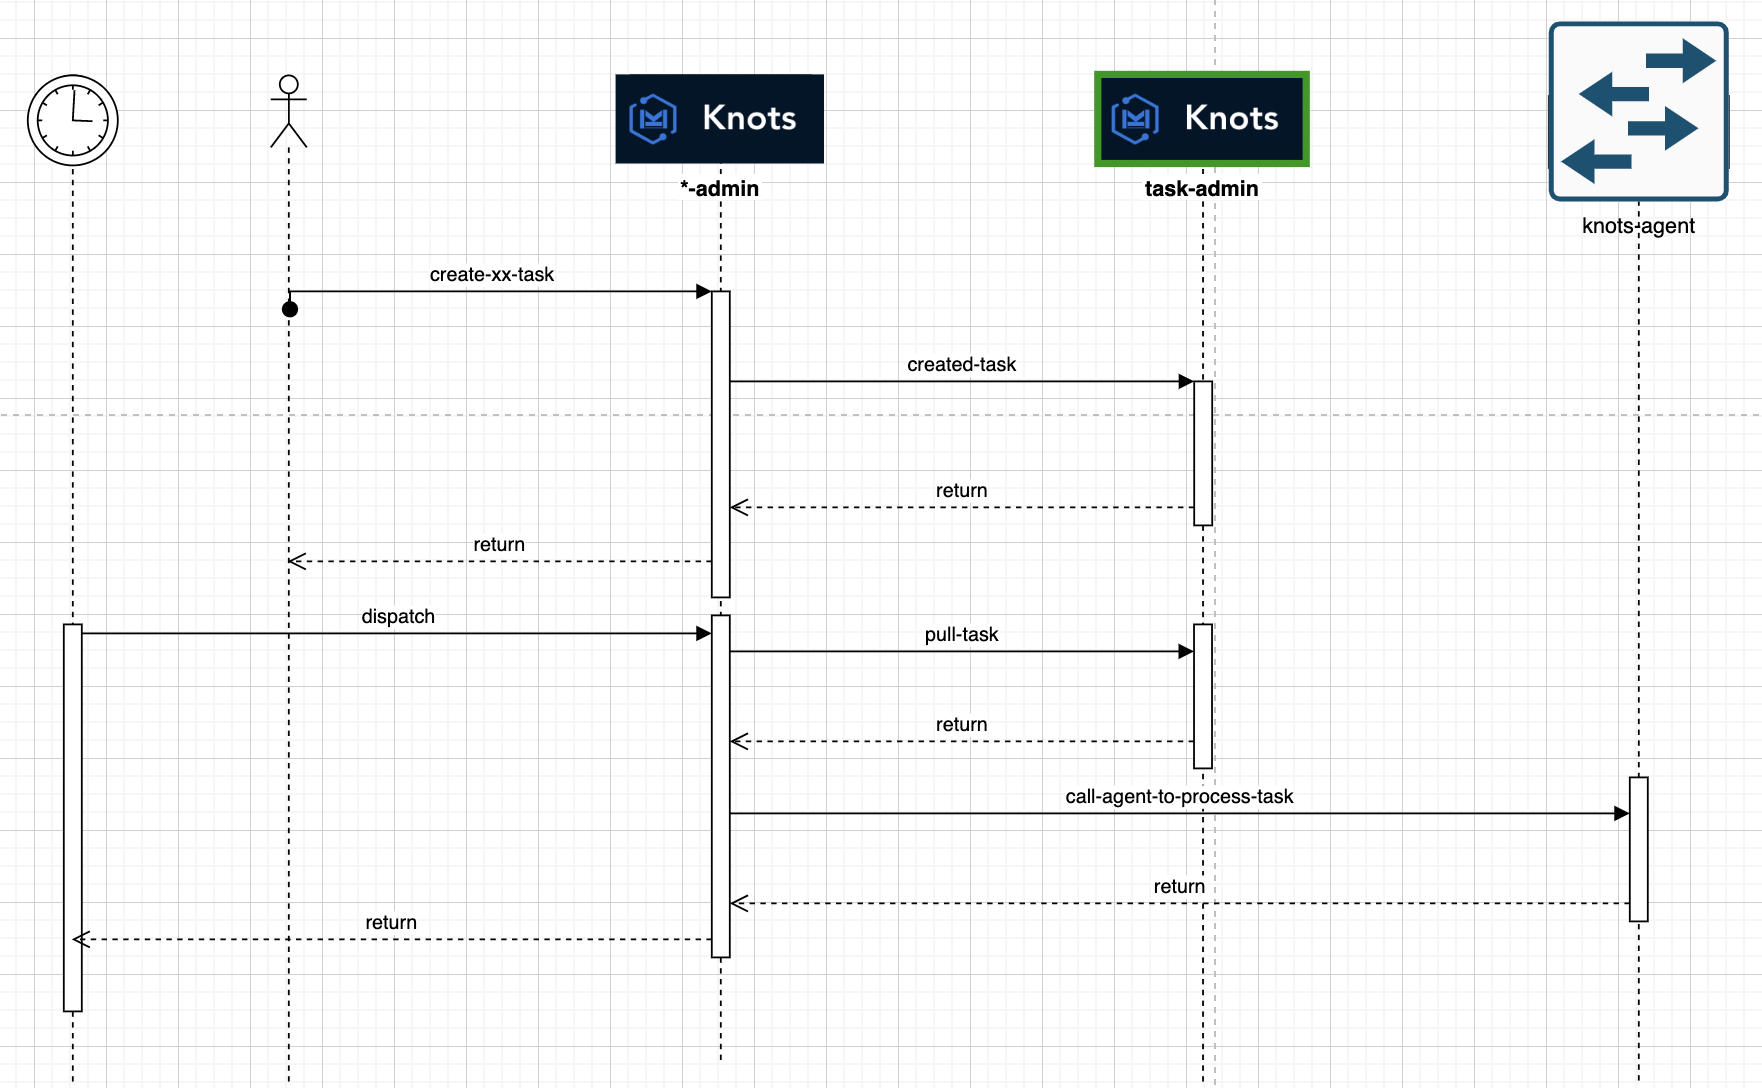 Knots
Knots
*-admin
task-admin
knots-agent
create-xx-task
created-task
return
return
dispatch
pull-task
return
call-agent-to-process-task
return
return